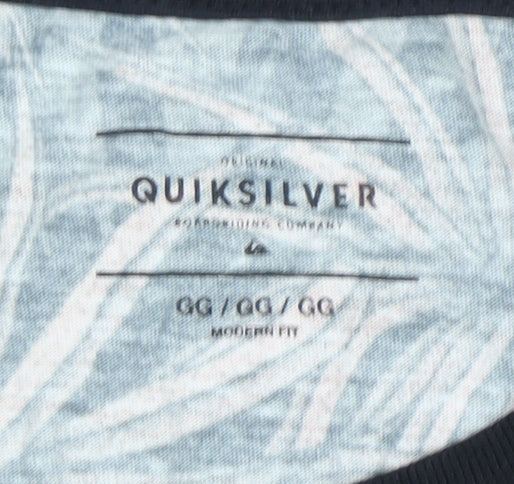 ORIGINAL
QUIKSILVER
BOARDRIDING COMPANY
GG / GG / GG
MODERN FIT